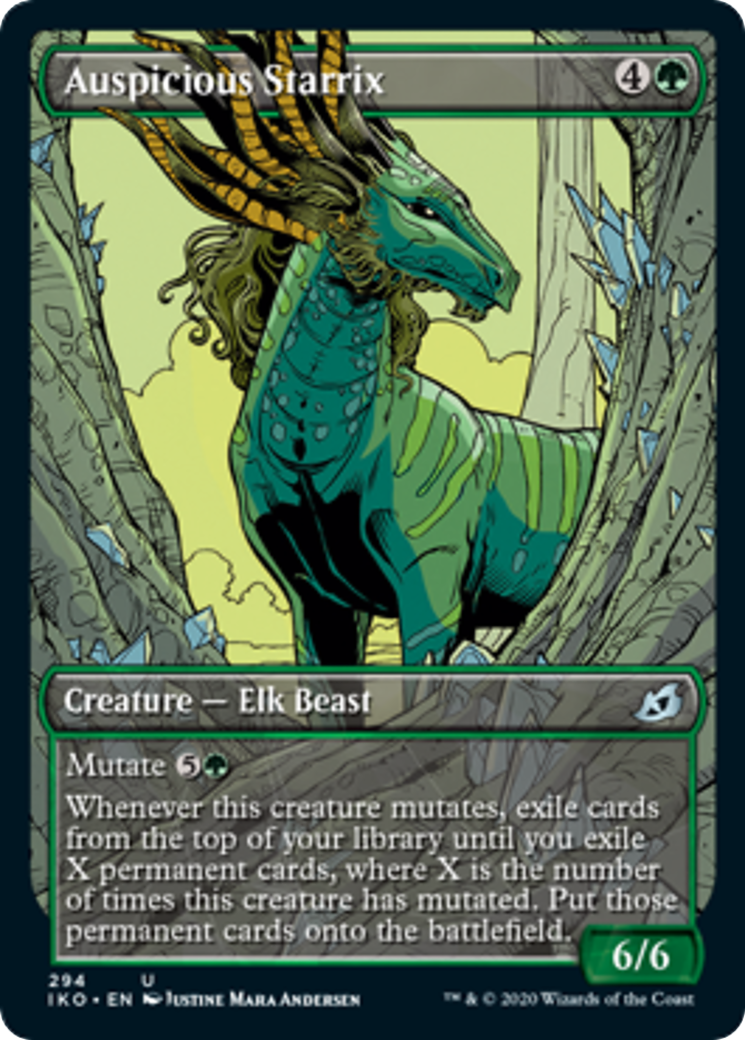 Auspicious Starrix 4
Creature — Elk Beast
Mutate 5
Whenever this creature mutates, exile cards
from the top of your library until you exile
X permanent cards, where X is the number
of times this creature has mutated. Put those
permanent cards onto the battlefield.
6/6
294 U
IKO • EN Justine Mara Andersen ™ & © 2020 Wizards of the Coast